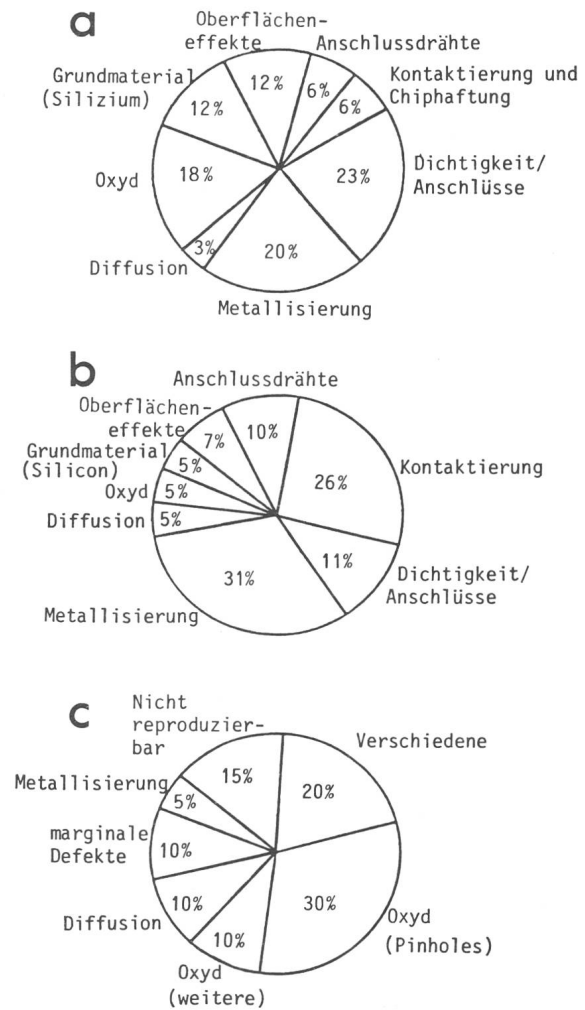 a
Oberflächen-
effekte
Anschlussdrähte
Grundmaterial
(Silizium)
Kontaktierung und
Chiphaftung
12%
6%
12%
6%
Oxyd
18%
23%
Dichtigkeit/
Anschlüsse
3%
20%
Diffusion
Metallisierung
b
Anschlussdrähte
Oberflächen-
effekte
7%
10%
Grundmaterial
(Silicon)
5%
Kontaktierung
26%
Oxyd
5%
Diffusion
5%
11%
Dichtigkeit/
Anschlüsse
31%
Metallisierung
c
Nicht
reproduzier-
bar
Verschiedene
15%
20%
Metallisierung
5%
marginale
Defekte
10%
10%
30%
Oxyd
(Pinholes)
Diffusion
10%
Oxyd
(weitere)